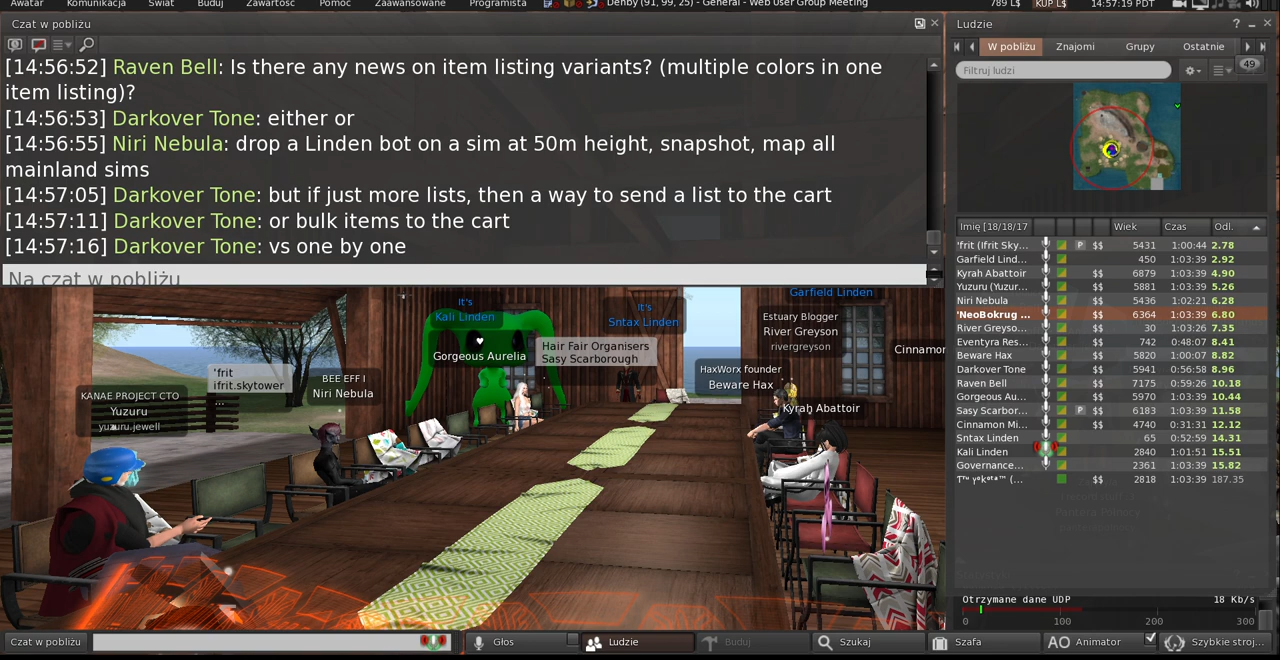 Awatar Komunikacja Świat Buduj Zawartość Pomoc Zaawansowane Programista Denby (91, 99, 25) - General - Web User Group Meeting 789 L$ KUP L$ 14:57:19 PDT
Czat w pobliżu
[14:56:52] Raven Bell: Is there any news on item listing variants? (multiple colors in one
item listing)?
[14:56:53] Darkover Tone: either or
[14:56:55] Niri Nebula: drop a Linden bot on a sim at 50m height, snapshot, map all
mainland sims
[14:57:05] Darkover Tone: but if just more lists, then a way to send a list to the cart
[14:57:11] Darkover Tone: or bulk items to the cart
[14:57:16] Darkover Tone: vs one by one
Na czat w pobliżu
It's
Kali Linden
Gorgeous Aurelia
It's
Sntax Linden
Hair Fair Organisers
Sasy Scarborough
Garfield Linden
Estuary Blogger
River Greyson
rivergreyson
Cinnamon
HaxWorx founder
Beware Hax
Kyrah Abattoir
'frit
ifrit.skytower
...
BEE EFF I
Niri Nebula
KANAE PROJECT CTO
Yuzuru
yuzuru.jewell
Ludzie
W pobliżu Znajomi Grupy Ostatnie
Filtruj ludzi
49
Imię [18/18/17 Wiek Czas Odl.
'frit (Ifrit Sky... P $$ 5431 1:00:44 2.78
Garfield Lind... 450 1:03:39 2.92
Kyrah Abattoir $$ 6879 1:03:39 4.90
Yuzuru (Yuzur... $$ 5881 1:03:39 5.26
Niri Nebula $$ 5436 1:02:21 6.28
'NeoBokrug ... $$ 6364 1:03:39 6.80
River Greyso... $$ 30 1:03:26 7.35
Eventyra Res... $$ 742 0:48:07 8.41
Beware Hax $$ 5820 1:00:07 8.82
Darkover Tone $$ 5941 0:56:58 8.96
Raven Bell $$ 7175 0:59:26 10.18
Gorgeous Au... $$ 5970 1:03:39 10.44
Sasy Scarbor... P $$ 6183 1:03:39 11.58
Cinnamon Mi... $$ 4740 0:31:31 12.12
Sntax Linden 65 0:52:59 14.31
Kali Linden 2840 1:01:51 15.51
Governance... 2361 1:03:39 15.82
$$ 2818 1:03:39 187.35
Otrzymane dane UDP 18 Kb/s
0 100 200 300
Czat w pobliżu Głos Ludzie Buduj Szukaj Szafa AO Animator Szybkie stroj...